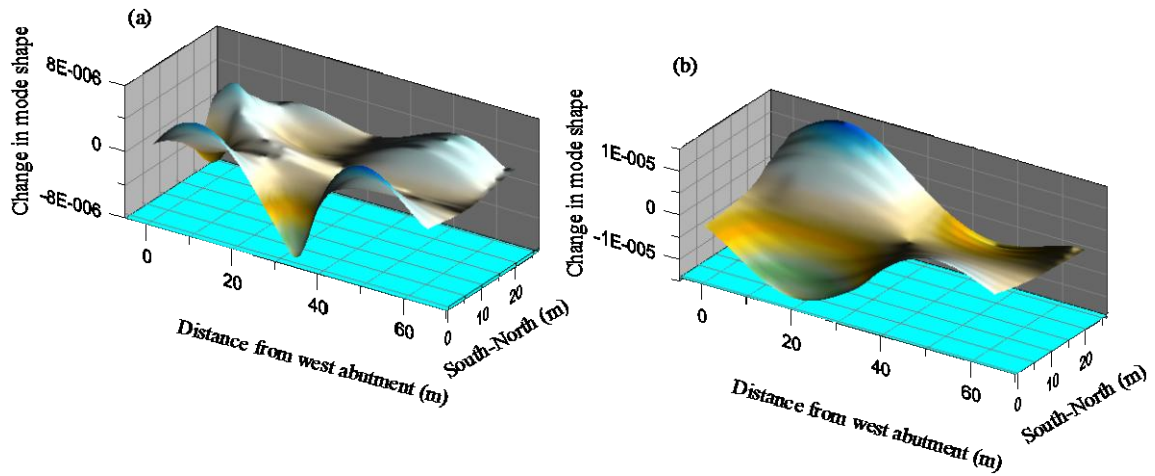 (a)
Change in mode shape
8E-006
0
-8E-006
0
20
40
60
Distance from west abutment (m)
0
10
20
South-North (m)
(b)
Change in mode shape
1E-005
0
-1E-005
0
20
40
60
Distance from west abutment (m)
0
10
20
South-North (m)